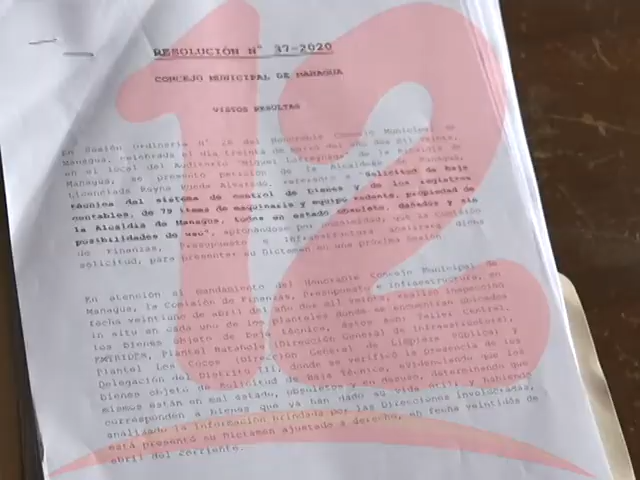 RESOLUCIÓN N° 37-2020
CONCEJO MUNICIPAL DE MANAGUA
VISTOS RESULTAS
En Sesión Ordinaria N° 28 del Honorable Concejo Municipal de
Managua, celebrada el día treinta de del año dos mil veinte,
en el local del Auditorio "Miguel de la Alcaldía de
Managua, se presentó petición de la Alcaldesa de Managua,
Licenciada Reyna Rueda Alvarado, referente a "Solicitud de baja
técnica del sistema de control de bienes y de los registros
contables, de 79 ítems de maquinaria y equipo rodante, propiedad de
la Alcaldía de Managua, todos en estado obsoleto, dañados y sin
posibilidades de uso", aprobándose por que la Comisión
de Finanzas, Presupuesto e Infraestructura dicha
solicitud, para presentar su Dictamen en una próxima Sesión
En atención al mandamiento del Honorable Concejo Municipal de
Managua, la Comisión de Finanzas, Presupuesto e Infraestructura, en
fecha veintiuno de abril del año dos mil veinte, realizó inspección
in situ en cada uno de los planteles donde se encuentran ubicados
los bienes objeto de baja técnica, éstos son: Taller Central,
Plantel Batahola (Dirección General de Infraestructura),
Plantel Los Cocos (Dirección General de Limpieza Pública) y
Delegación del Distrito III, donde se verificó la presencia de los
bienes objeto de Solicitud de Baja Técnica, evidenciando que los
mismos están en mal estado, obsoletos y en desuso, determinando que
corresponden a bienes que ya han dado su vida útil, y habiendo
analizado la información brindada por las Direcciones involucradas,
está presentó su Dictamen ajustado a derecho, en fecha veintidós de
abril del corriente.
12